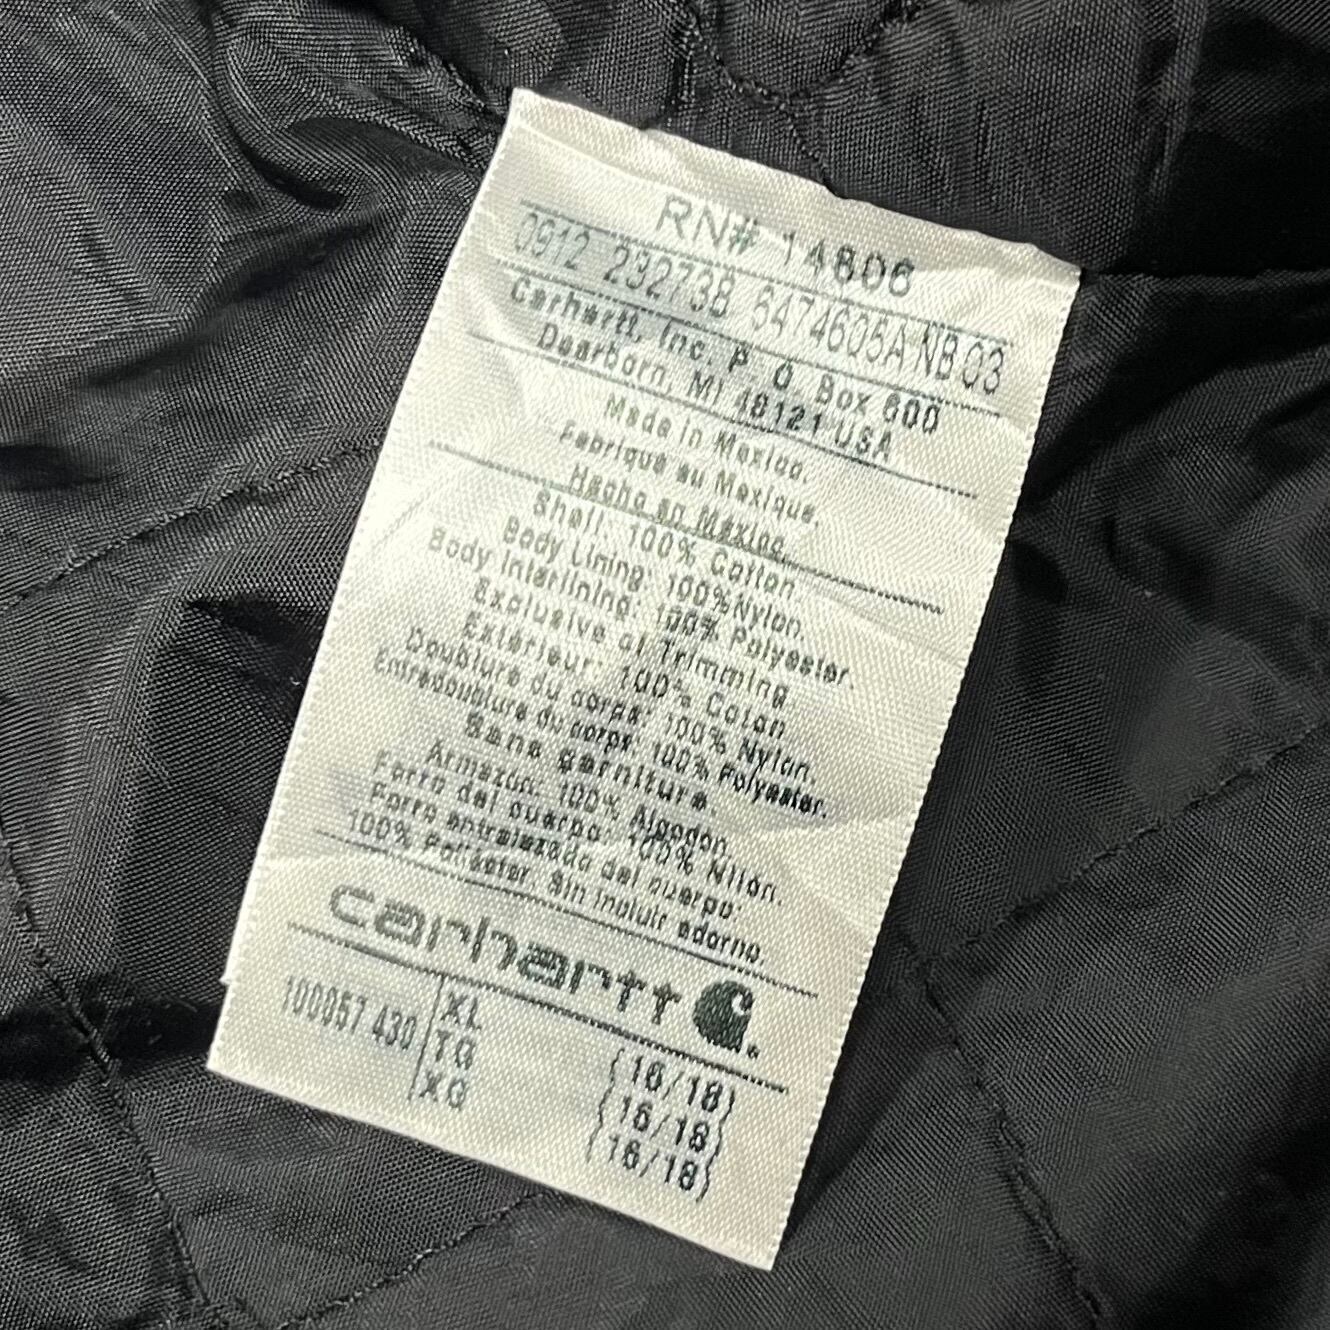 RN# 14806
0912 232738 6474605A NB 03
Carhartt, Inc. P.O. Box 600
Dearborn, MI 48121 USA
Made in Mexico.
Fabrique au Mexique.
Hecho en Mexico.
Shell: 100% Cotton.
Body Lining: 100% Nylon.
Body Interlining: 100% Polyester.
Exclusive of Trimming
Exterieur: 100% Coton.
Doublure du corps: 100% Nylon.
Entredoublure du corps: 100% Polyester.
Sans garniture.
Armazon: 100% Algodon.
Forro del cuerpo: 100% Nilon.
Forro entrelazado del cuerpo:
100% Poliester. Sin incluir adorno.
carhartt
100057 430 XL (16/18)
TG (16/18)
XG (16/18)